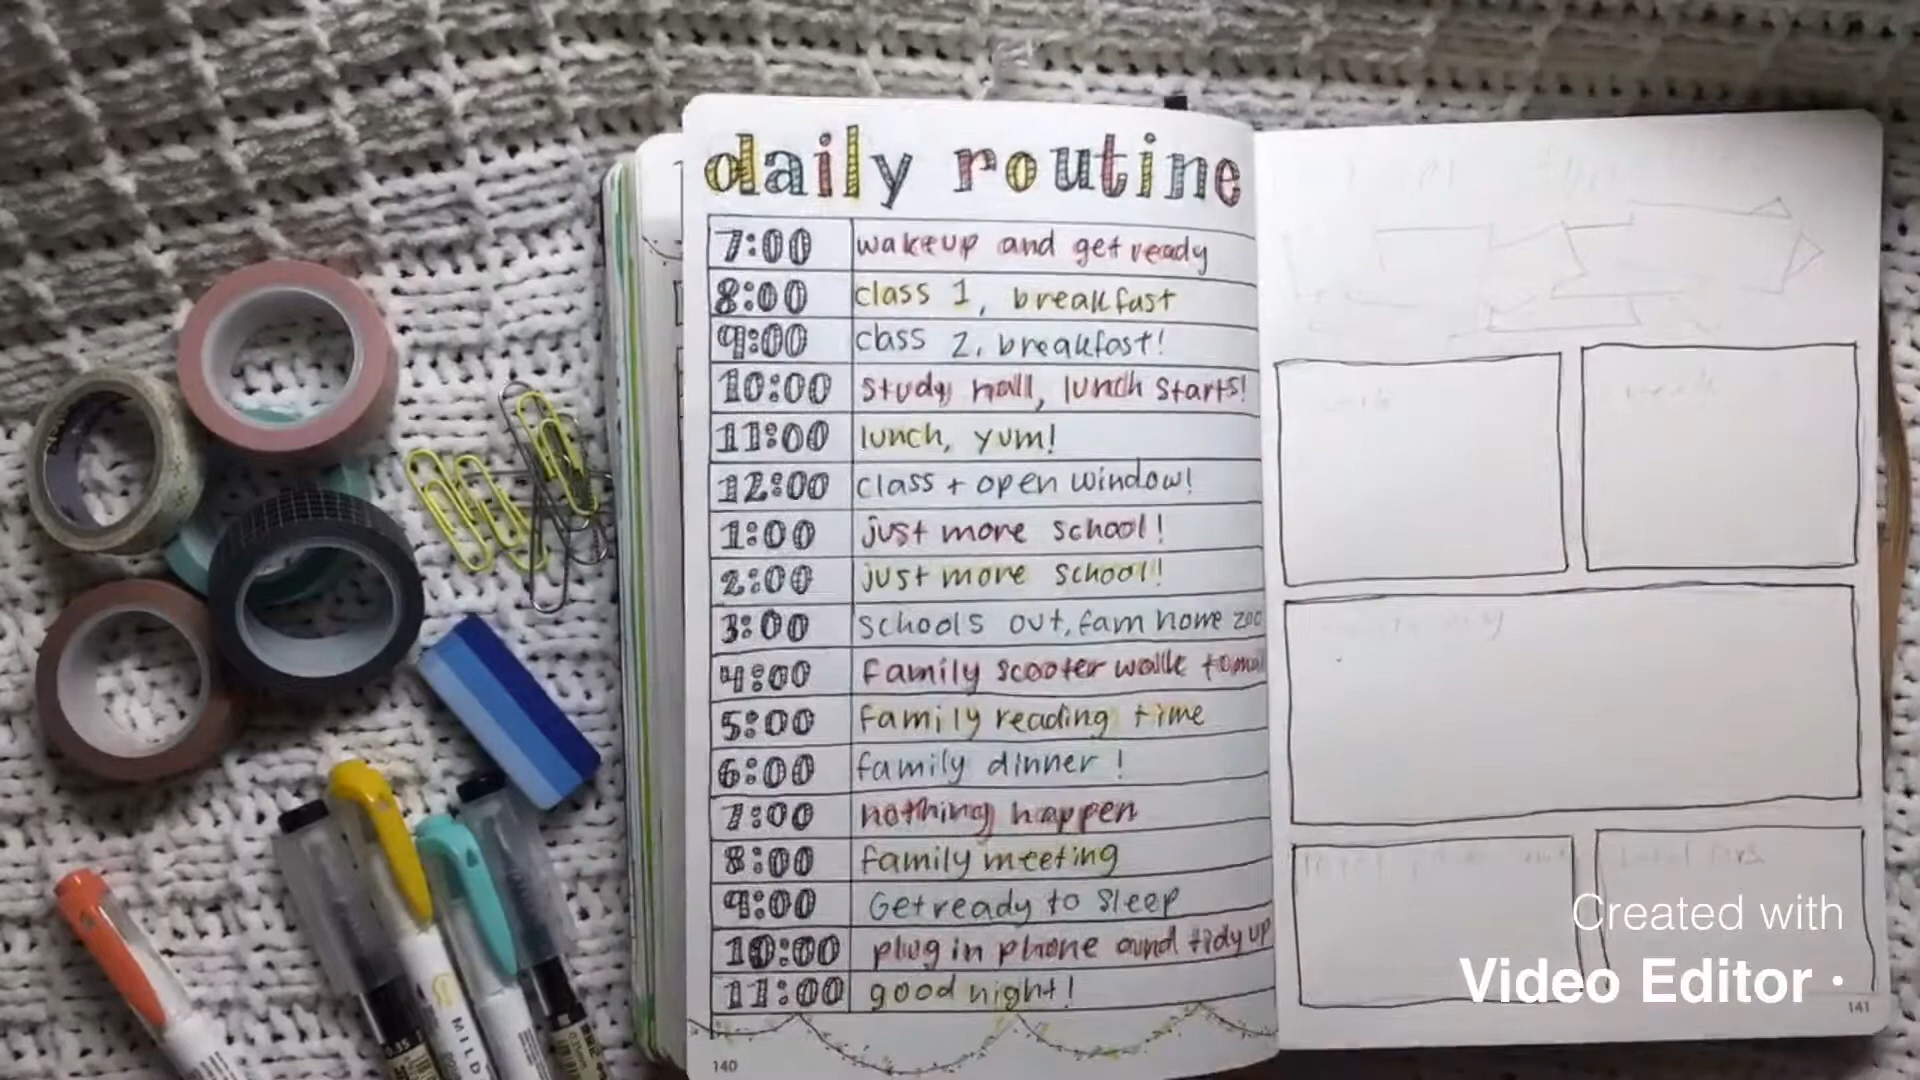 daily routine
7:00 wakeup and get ready
8:00 class 1, breakfast
9:00 class 2, breakfast!
10:00 study hall, lunch starts!
11:00 lunch, yum!
12:00 class + open window!
1:00 just more school!
2:00 just more school!
3:00 schools out, fam home zoo
4:00 family scooter walk
5:00 family reading time
6:00 family dinner!
7:00 nothing happen
8:00 family meeting
9:00 Get ready to sleep
10:00 plug in phone and tidy up
11:00 good night!
140
141
Created with
Video Editor
MILD
0.35